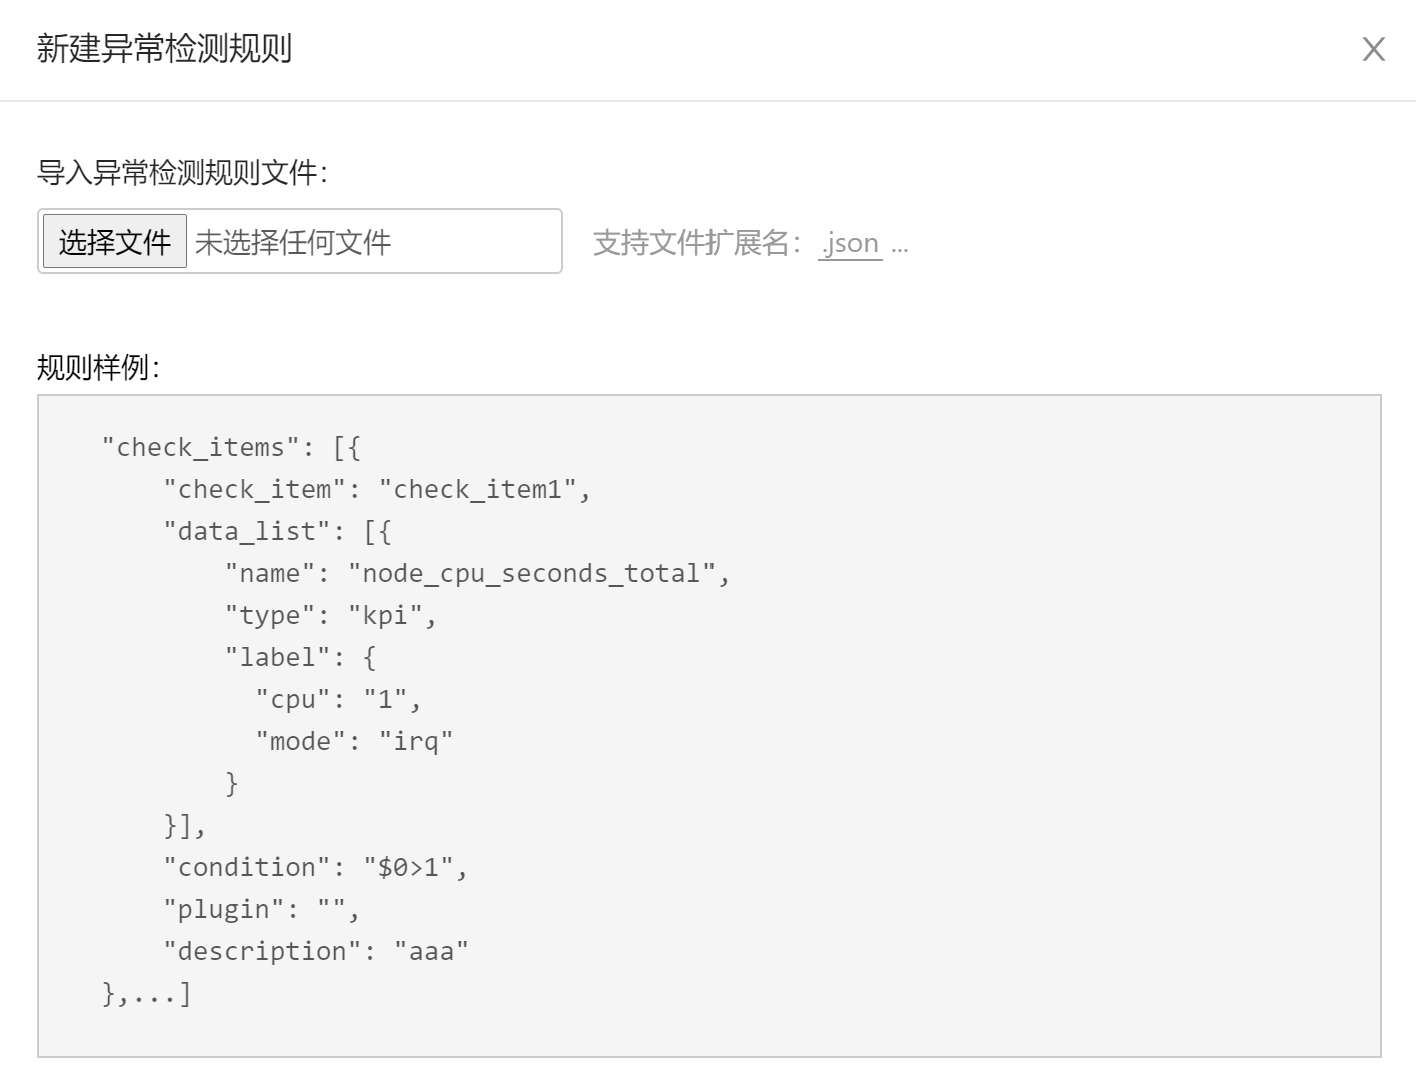 新建异常检测规则 X
导入异常检测规则文件：
选择文件 未选择任何文件 支持文件扩展名： .json ...
规则样例：
"check_items": [{
    "check_item": "check_item1",
    "data_list": [{
        "name": "node_cpu_seconds_total",
        "type": "kpi",
        "label": {
          "cpu": "1",
          "mode": "irq"
        }
    }],
    "condition": "$0>1",
    "plugin": "",
    "description": "aaa"
},...]